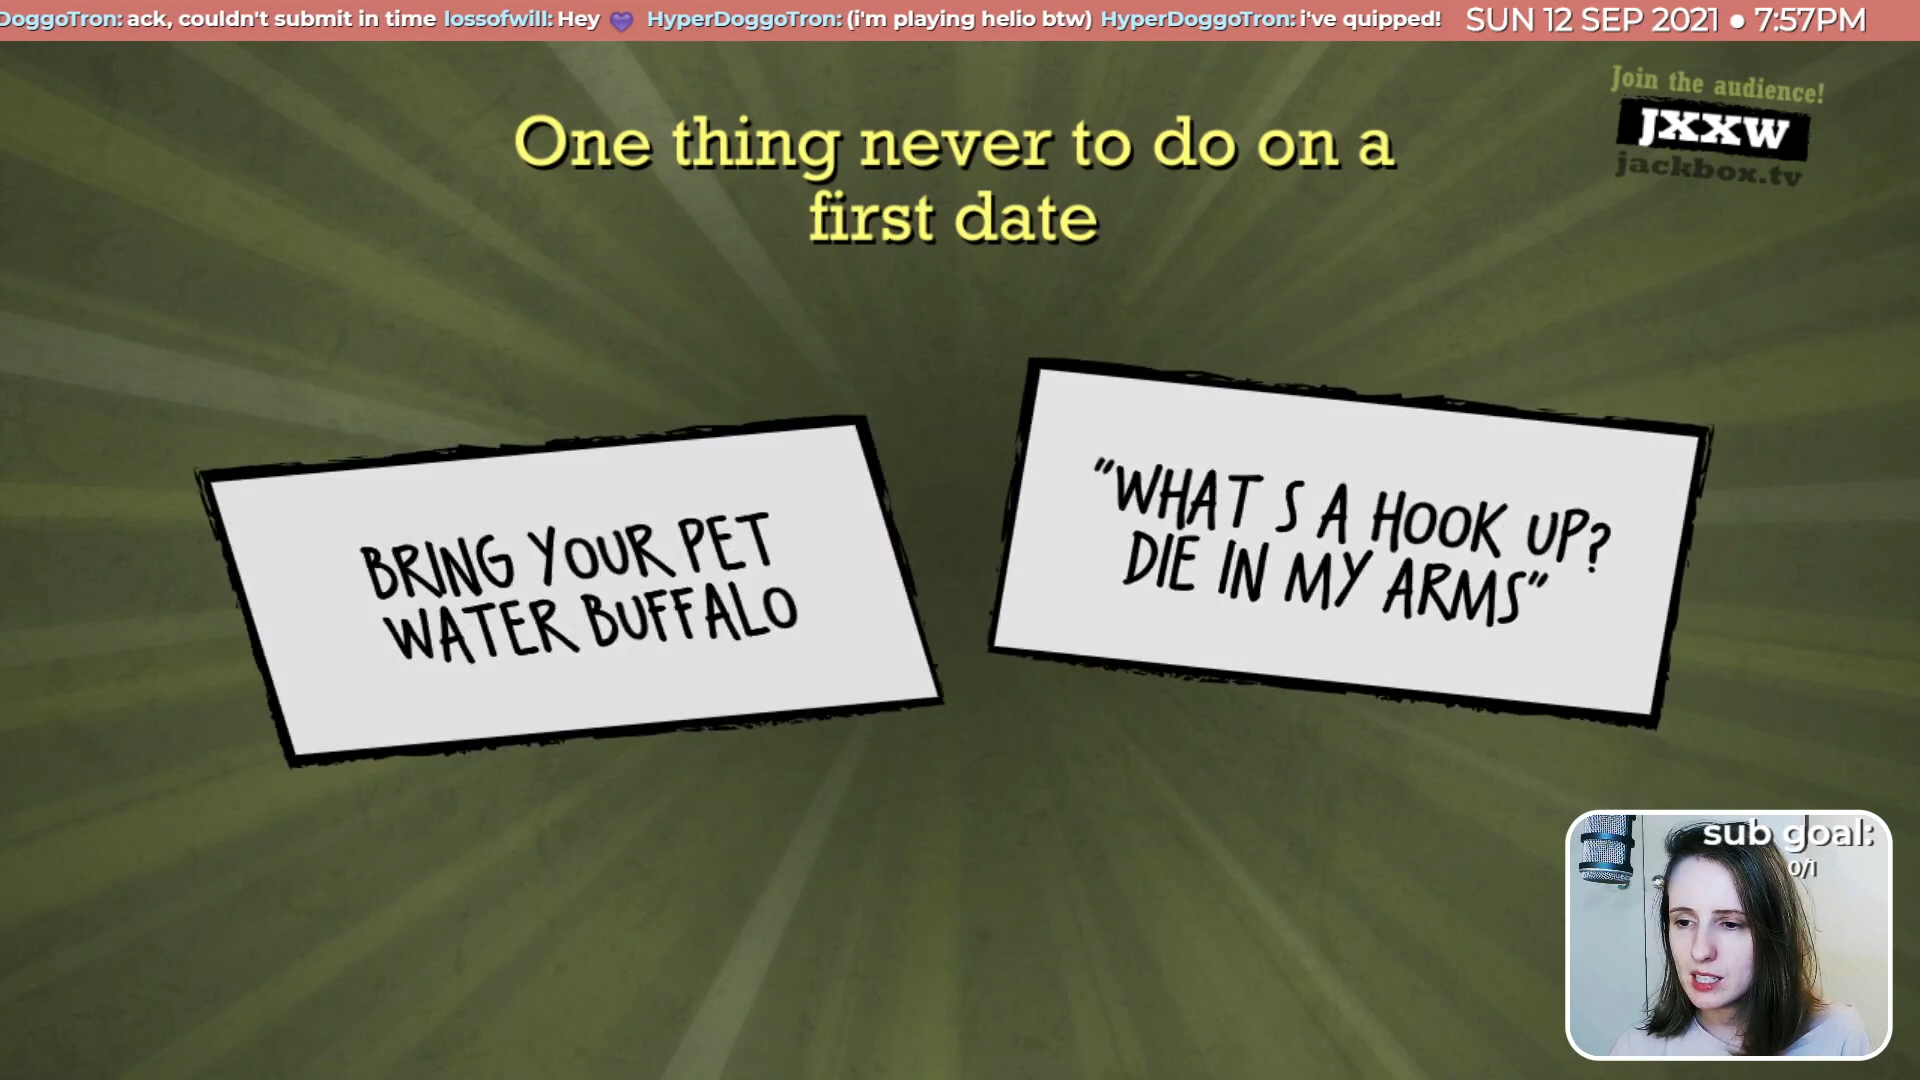 DoggoTron: ack, couldn't submit in time lossofwill: Hey 💜 HyperDoggoTron: (i'm playing helio btw) HyperDoggoTron: i've quipped! SUN 12 SEP 2021 ● 7:57PM
Join the audience!
JXXW
jackbox.tv
One thing never to do on a
first date
BRING YOUR PET
WATER BUFFALO
"WHAT S A HOOK UP?
DIE IN MY ARMS"
sub goal:
0/1